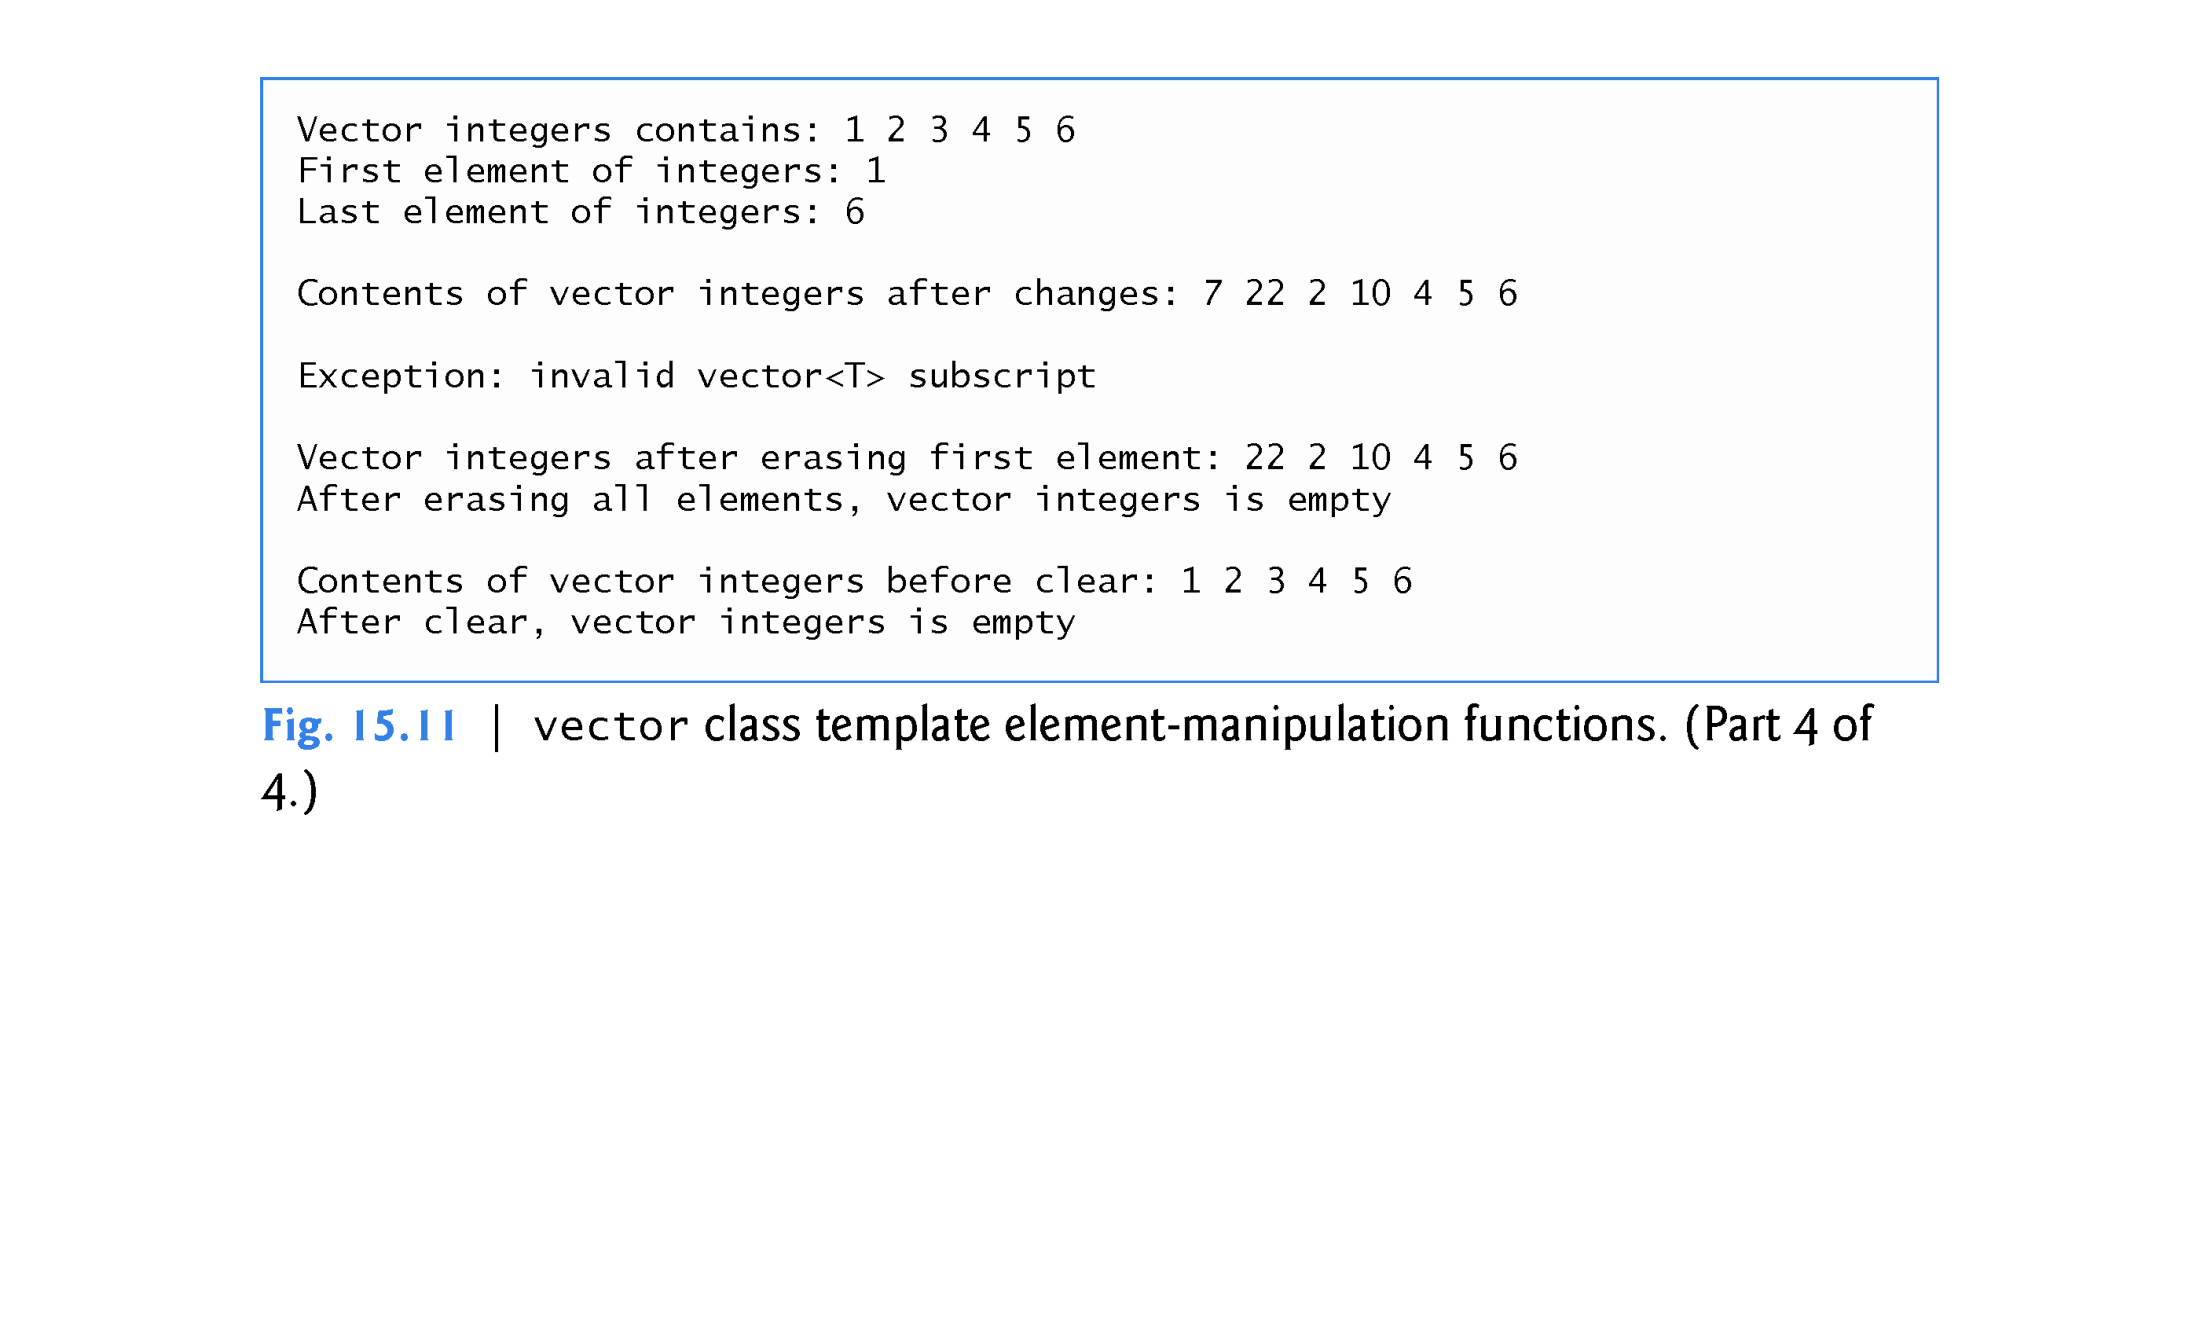 Vector integers contains: 1 2 3 4 5 6
First element of integers: 1
Last element of integers: 6
Contents of vector integers after changes: 7 22 2 10 4 5 6
Exception: invalid vector<T> subscript
Vector integers after erasing first element: 22 2 10 4 5 6
After erasing all elements, vector integers is empty
Contents of vector integers before clear: 1 2 3 4 5 6
After clear, vector integers is empty
Fig. 15.11 | vector class template element-manipulation functions. (Part 4 of
4.)